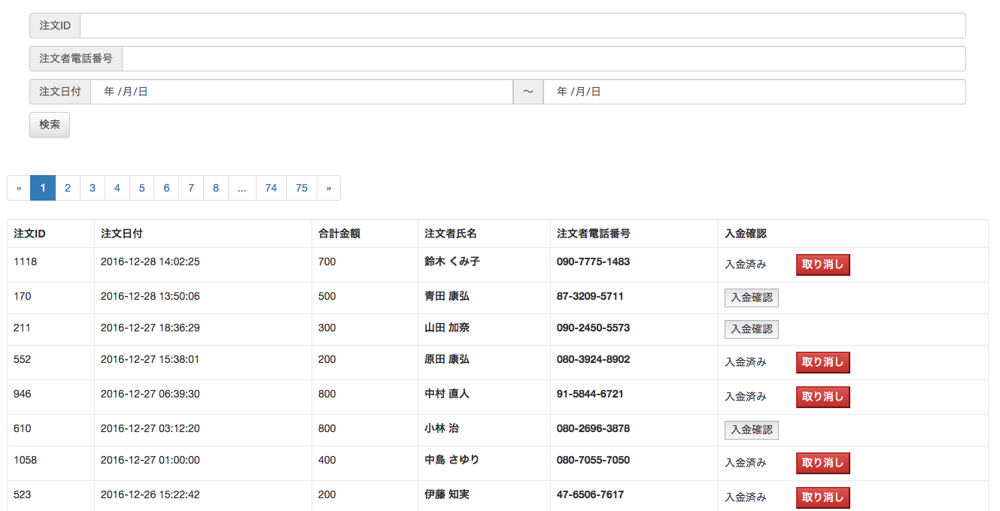 注文ID
注文者電話番号
注文日付 年 /月/日 〜 年 /月/日
検索
« 1 2 3 4 5 6 7 8 ... 74 75 »
注文ID 注文日付 合計金額 注文者氏名 注文者電話番号 入金確認
1118 2016-12-28 14:02:25 700 鈴木 くみ子 090-7775-1483 入金済み 取り消し
170 2016-12-28 13:50:06 500 青田 康弘 87-3209-5711 入金確認
211 2016-12-27 18:36:29 300 山田 加奈 090-2450-5573 入金確認
552 2016-12-27 15:38:01 200 原田 康弘 080-3924-8902 入金済み 取り消し
946 2016-12-27 06:39:30 800 中村 直人 91-5844-6721 入金済み 取り消し
610 2016-12-27 03:12:20 800 小林 治 080-2696-3878 入金確認
1058 2016-12-27 01:00:00 400 中島 さゆり 080-7055-7050 入金済み 取り消し
523 2016-12-26 15:22:42 200 伊藤 知実 47-6506-7617 入金済み 取り消し